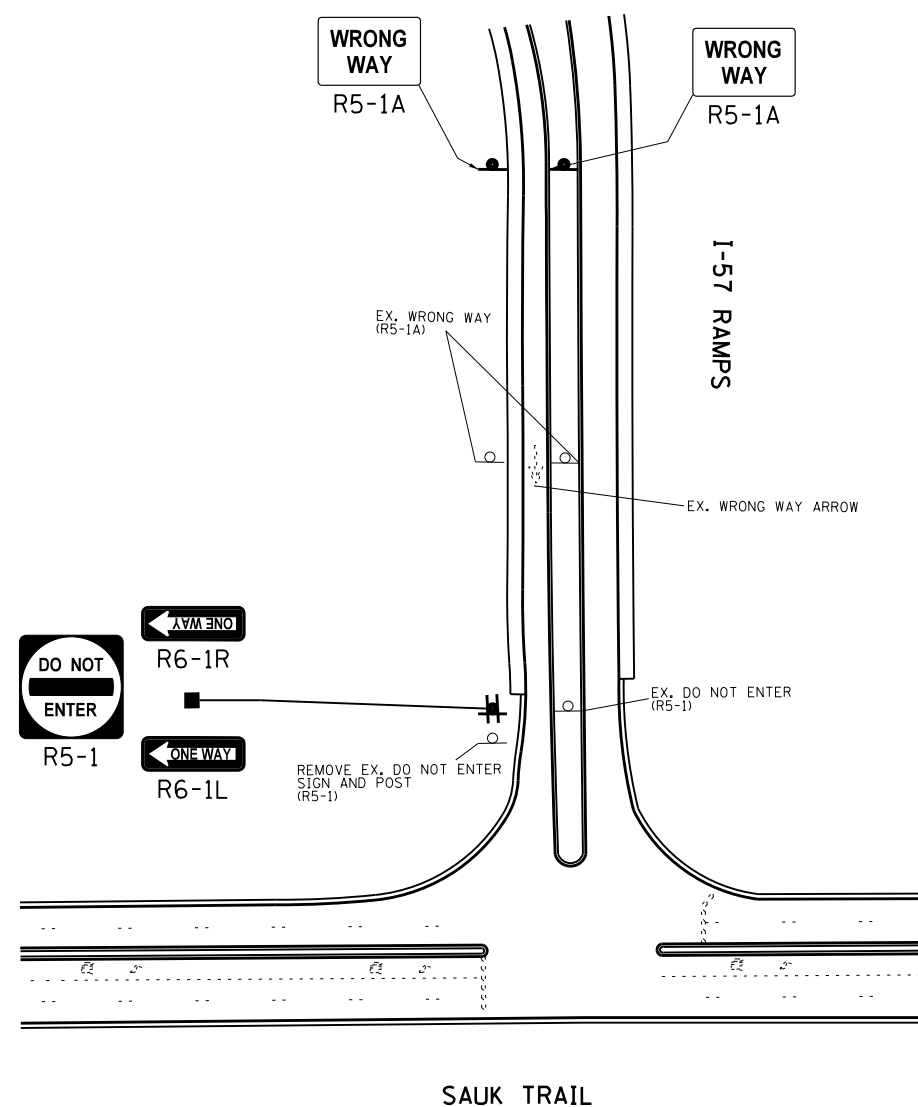 WRONG
WAY
R5-1A
WRONG
WAY
R5-1A
I-57 RAMPS
EX. WRONG WAY
(R5-1A)
EX. WRONG WAY ARROW
ONE WAY
R6-1R
DO NOT
ENTER
R5-1
ONE WAY
R6-1L
EX. DO NOT ENTER
(R5-1)
REMOVE EX. DO NOT ENTER
SIGN AND POST
(R5-1)
SAUK TRAIL